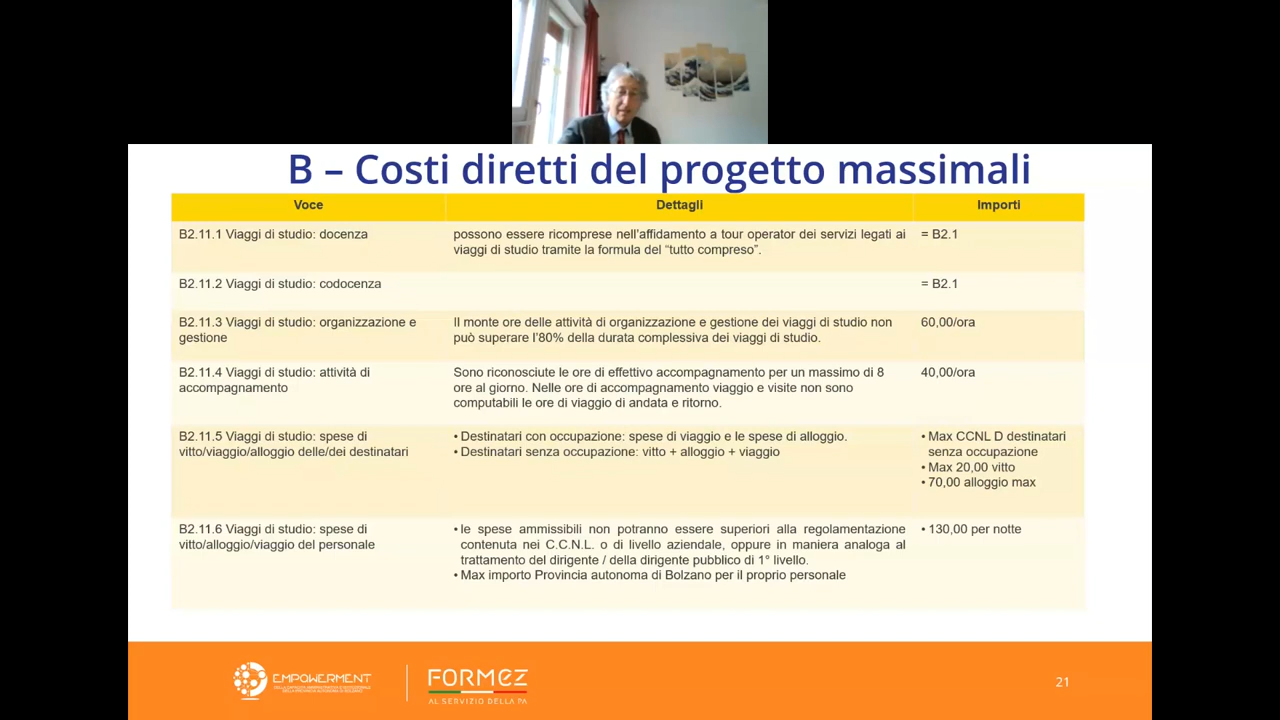 B – Costi diretti del progetto massimali
Voce Dettagli Importi
B2.11.1 Viaggi di studio: docenza
possono essere ricomprese nell'affidamento a tour operator dei servizi legati ai
viaggi di studio tramite la formula del “tutto compreso”.
= B2.1
B2.11.2 Viaggi di studio: codocenza
= B2.1
B2.11.3 Viaggi di studio: organizzazione e
gestione
Il monte ore delle attività di organizzazione e gestione dei viaggi di studio non
può superare l'80% della durata complessiva dei viaggi di studio.
60,00/ora
B2.11.4 Viaggi di studio: attività di
accompagnamento
Sono riconosciute le ore di effettivo accompagnamento per un massimo di 8
ore al giorno. Nelle ore di accompagnamento viaggio e visite non sono
computabili le ore di viaggio di andata e ritorno.
40,00/ora
B2.11.5 Viaggi di studio: spese di
vitto/viaggio/alloggio delle/dei destinatari
• Destinatari con occupazione: spese di viaggio e le spese di alloggio.
• Destinatari senza occupazione: vitto + alloggio + viaggio
• Max CCNL D destinatari
senza occupazione
• Max 20,00 vitto
• 70,00 alloggio max
B2.11.6 Viaggi di studio: spese di
vitto/alloggio/viaggio del personale
• le spese ammissibili non potranno essere superiori alla regolamentazione
contenuta nei C.C.N.L. o di livello aziendale, oppure in maniera analoga al
trattamento del dirigente / della dirigente pubblico di 1° livello.
• Max importo Provincia autonoma di Bolzano per il proprio personale
• 130,00 per notte
EMPOWERMENT
DELLA CAPACITÀ AMMINISTRATIVA E ISTITUZIONALE
DELLA PROVINCIA AUTONOMA DI BOLZANO
FORMEZ
AL SERVIZIO DELLA PA
21